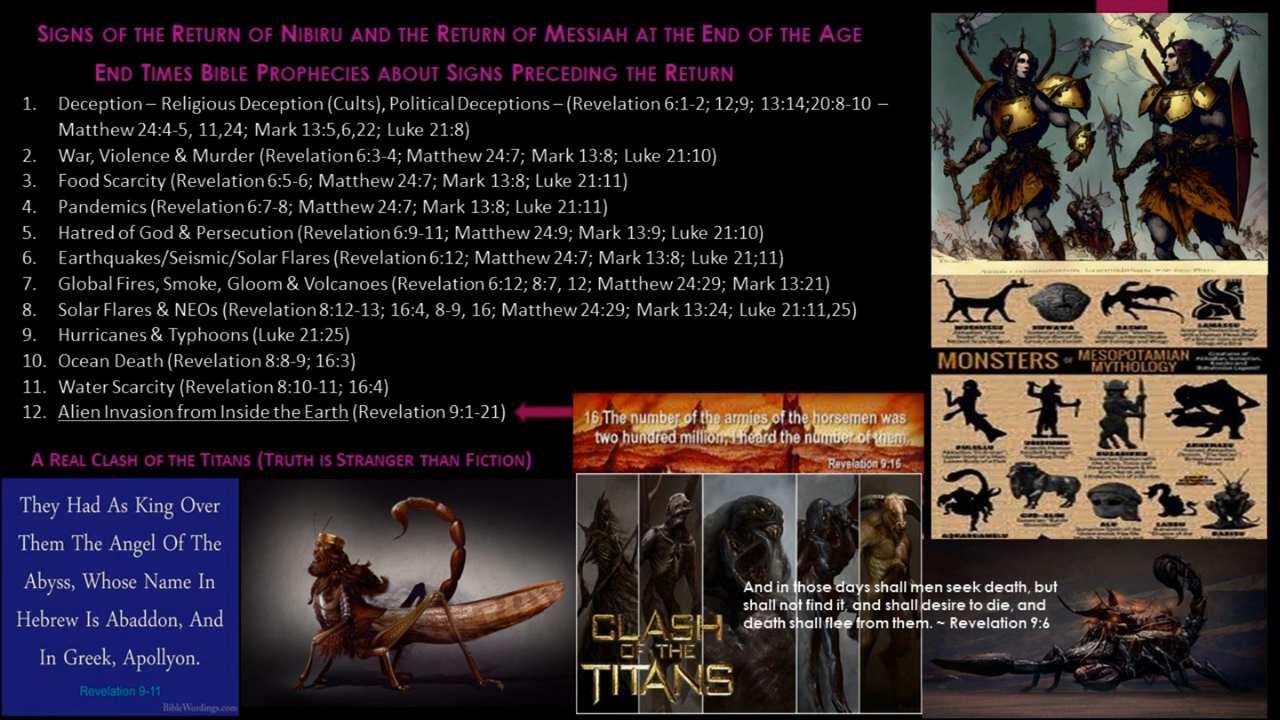 SIGNS OF THE RETURN OF NIBIRU AND THE RETURN OF MESSIAH AT THE END OF THE AGE
END TIMES BIBLE PROPHECIES ABOUT SIGNS PRECEDING THE RETURN
1. Deception – Religious Deception (Cults), Political Deceptions – (Revelation 6:1-2; 12;9; 13:14;20:8-10 –
Matthew 24:4-5, 11,24; Mark 13:5,6,22; Luke 21:8)
2. War, Violence & Murder (Revelation 6:3-4; Matthew 24:7; Mark 13:8; Luke 21:10)
3. Food Scarcity (Revelation 6:5-6; Matthew 24:7; Mark 13:8; Luke 21:11)
4. Pandemics (Revelation 6:7-8; Matthew 24:7; Mark 13:8; Luke 21:11)
5. Hatred of God & Persecution (Revelation 6:9-11; Matthew 24:9; Mark 13:9; Luke 21:10)
6. Earthquakes/Seismic/Solar Flares (Revelation 6:12; Matthew 24:7; Mark 13:8; Luke 21;11)
7. Global Fires, Smoke, Gloom & Volcanoes (Revelation 6:12; 8:7, 12; Matthew 24:29; Mark 13:21)
8. Solar Flares & NEOs (Revelation 8:12-13; 16:4, 8-9, 16; Matthew 24:29; Mark 13:24; Luke 21:11,25)
9. Hurricanes & Typhoons (Luke 21:25)
10. Ocean Death (Revelation 8:8-9; 16:3)
11. Water Scarcity (Revelation 8:10-11; 16:4)
12. Alien Invasion from Inside the Earth (Revelation 9:1-21)
A REAL CLASH OF THE TITANS (TRUTH IS STRANGER THAN FICTION)
They Had As King Over
Them The Angel Of The
Abyss, Whose Name In
Hebrew Is Abaddon, And
In Greek, Apollyon.
Revelation 9-11
BibleWordings.com
16 The number of the armies of the horsemen was
two hundred million; I heard the number of them.
Revelation 9:16
CLASH
OF THE
TITANS
And in those days shall men seek death, but
shall not find it, and shall desire to die, and
death shall flee from them. ~ Revelation 9:6
MUSHUSSU HUMWAWA BASMU LAMASSU
MONSTERS OF MESOPOTAMIAN
MYTHOLOGY
KULULLU